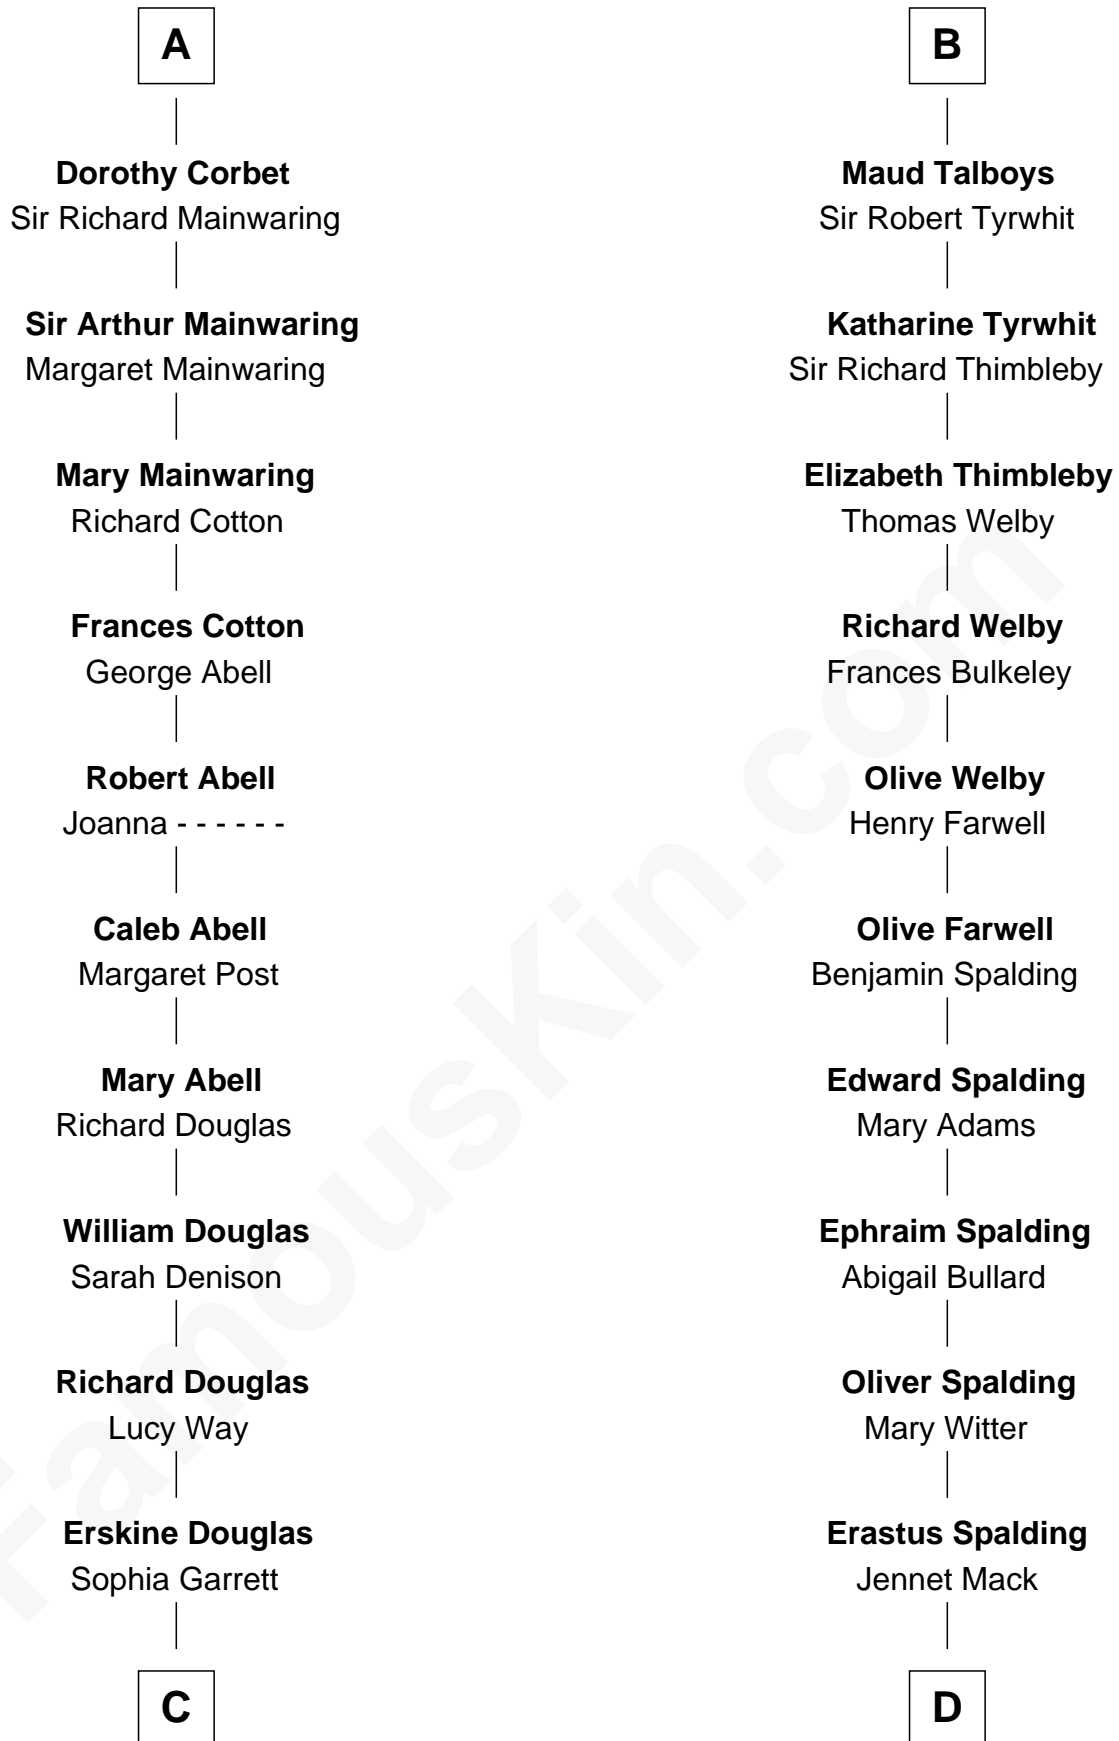 A
Dorothy Corbet
Sir Richard Mainwaring
Sir Arthur Mainwaring
Margaret Mainwaring
Mary Mainwaring
Richard Cotton
Frances Cotton
George Abell
Robert Abell
Joanna - - - - - -
Caleb Abell
Margaret Post
Mary Abell
Richard Douglas
William Douglas
Sarah Denison
Richard Douglas
Lucy Way
Erskine Douglas
Sophia Garrett
C
B
Maud Talboys
Sir Robert Tyrwhit
Katharine Tyrwhit
Sir Richard Thimbleby
Elizabeth Thimbleby
Thomas Welby
Richard Welby
Frances Bulkeley
Olive Welby
Henry Farwell
Olive Farwell
Benjamin Spalding
Edward Spalding
Mary Adams
Ephraim Spalding
Abigail Bullard
Oliver Spalding
Mary Witter
Erastus Spalding
Jennet Mack
D
FamousKin.com